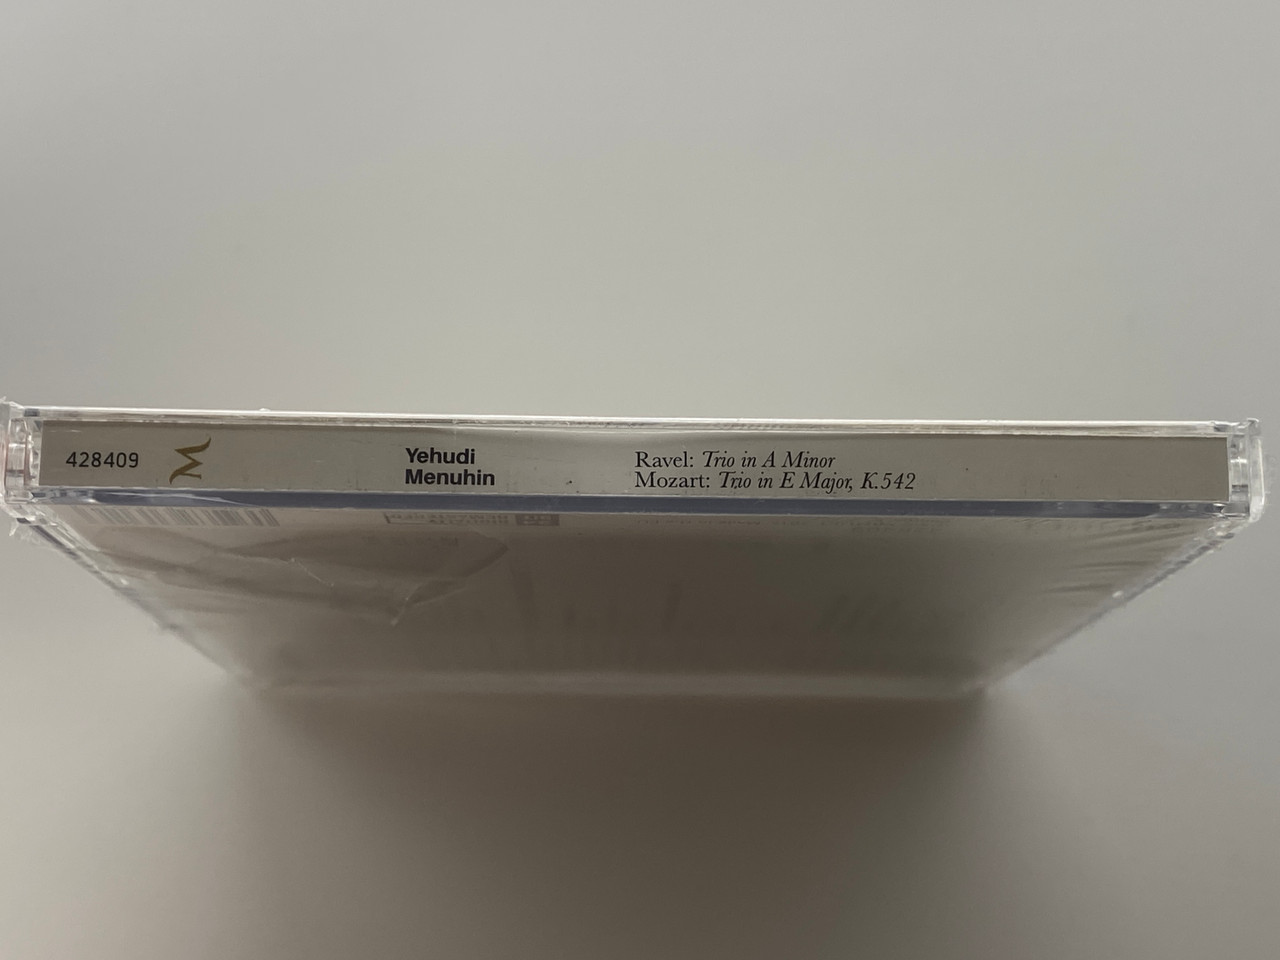 428409
M
Yehudi
Menuhin
Ravel: Trio in A Minor
Mozart: Trio in E Major, K.542